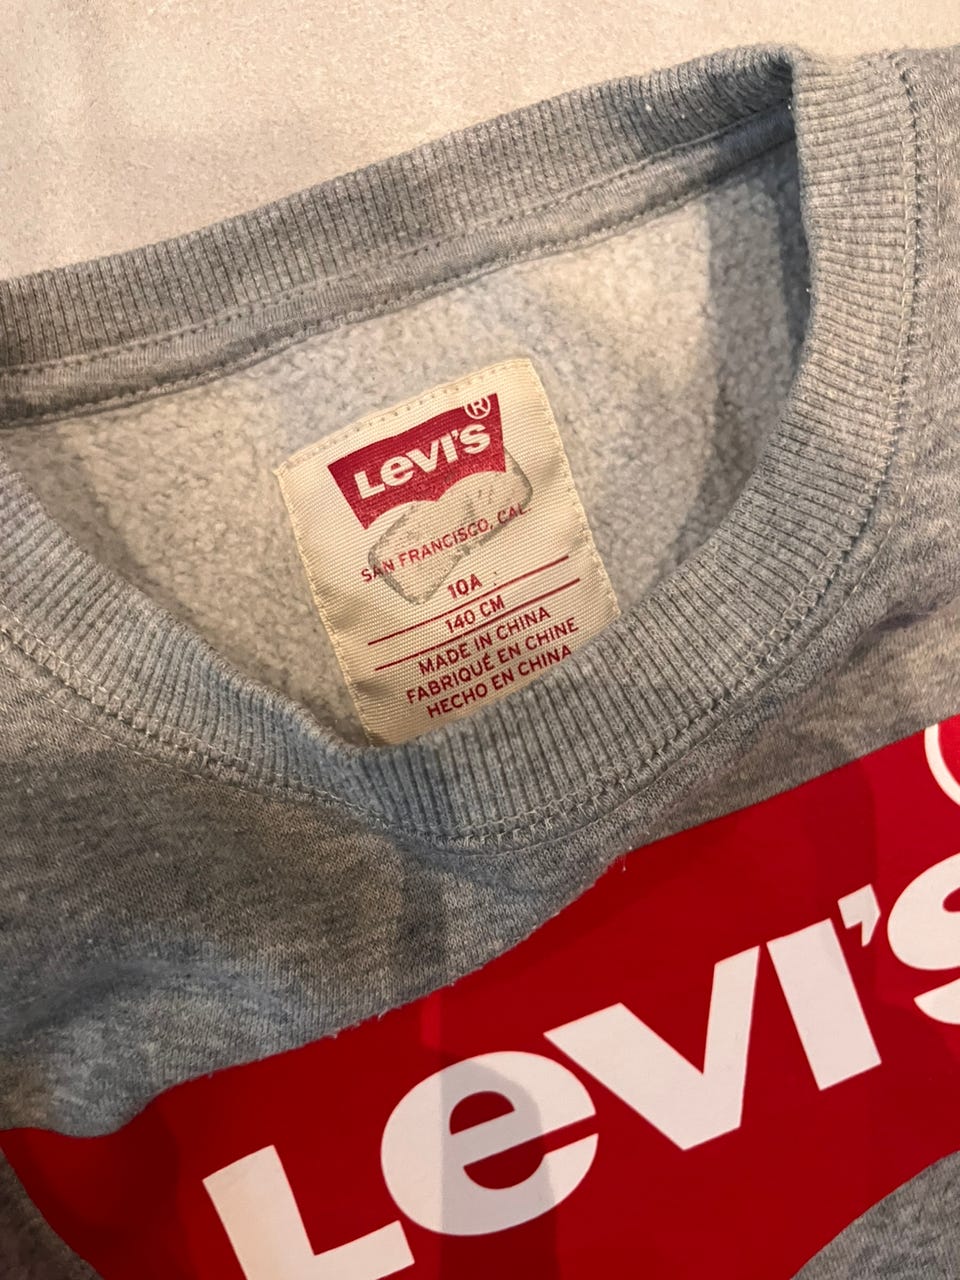 Levi's®
SAN FRANCISCO, CAL
10A
140 CM
MADE IN CHINA
FABRIQUÉ EN CHINE
HECHO EN CHINA
Levi's